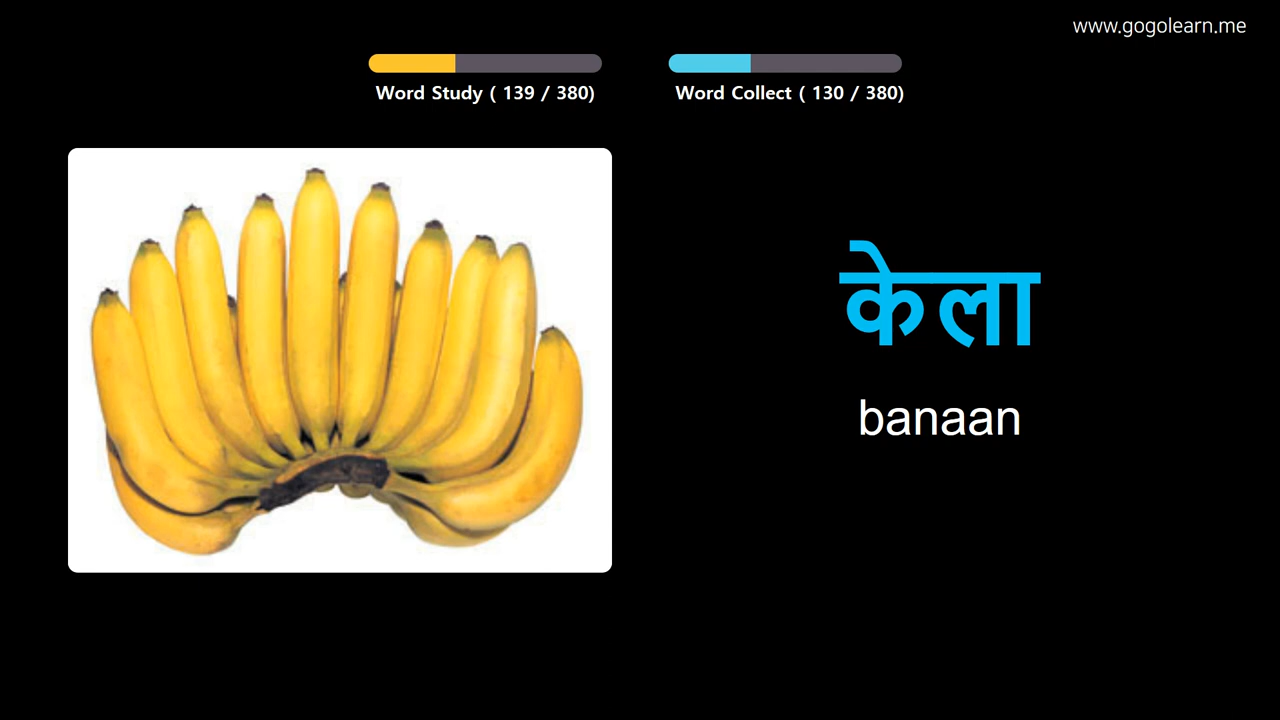 www.gogolearn.me
Word Study ( 139 / 380)
Word Collect ( 130 / 380)
केला
banaan